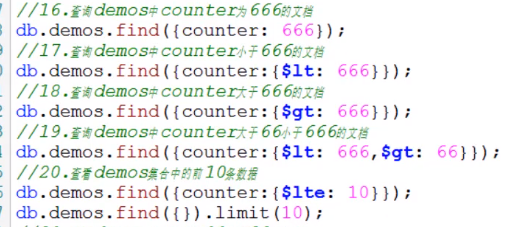 //16.查询demos中counter为666的文档
db.demos.find({counter: 666});
//17.查询demos中counter小于666的文档
db.demos.find({counter:{$lt: 666}});
//18.查询demos中counter大于666的文档
db.demos.find({counter:{$gt: 666}});
//19.查询demos中counter大于66小于666的文档
db.demos.find({counter:{$lt: 666,$gt: 66}});
//20.查看demos集合中的前10条数据
db.demos.find({counter:{$lte: 10}});
db.demos.find({}).limit(10);